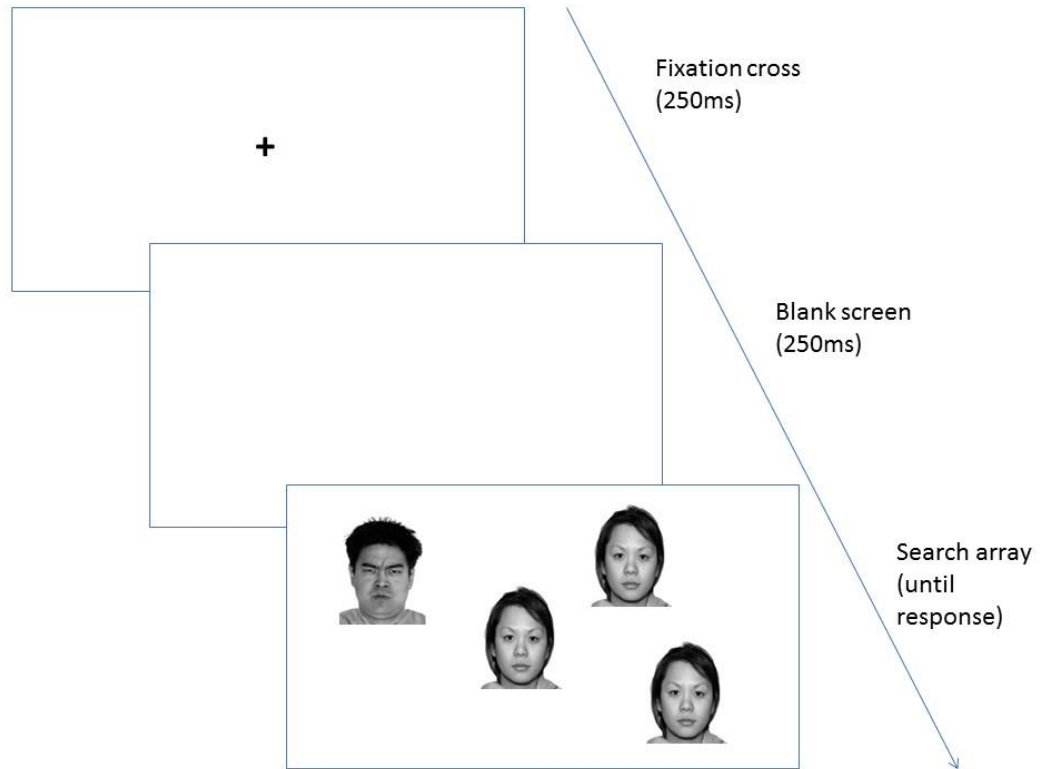 +
Fixation cross
(250ms)
Blank screen
(250ms)
Search array
(until
response)